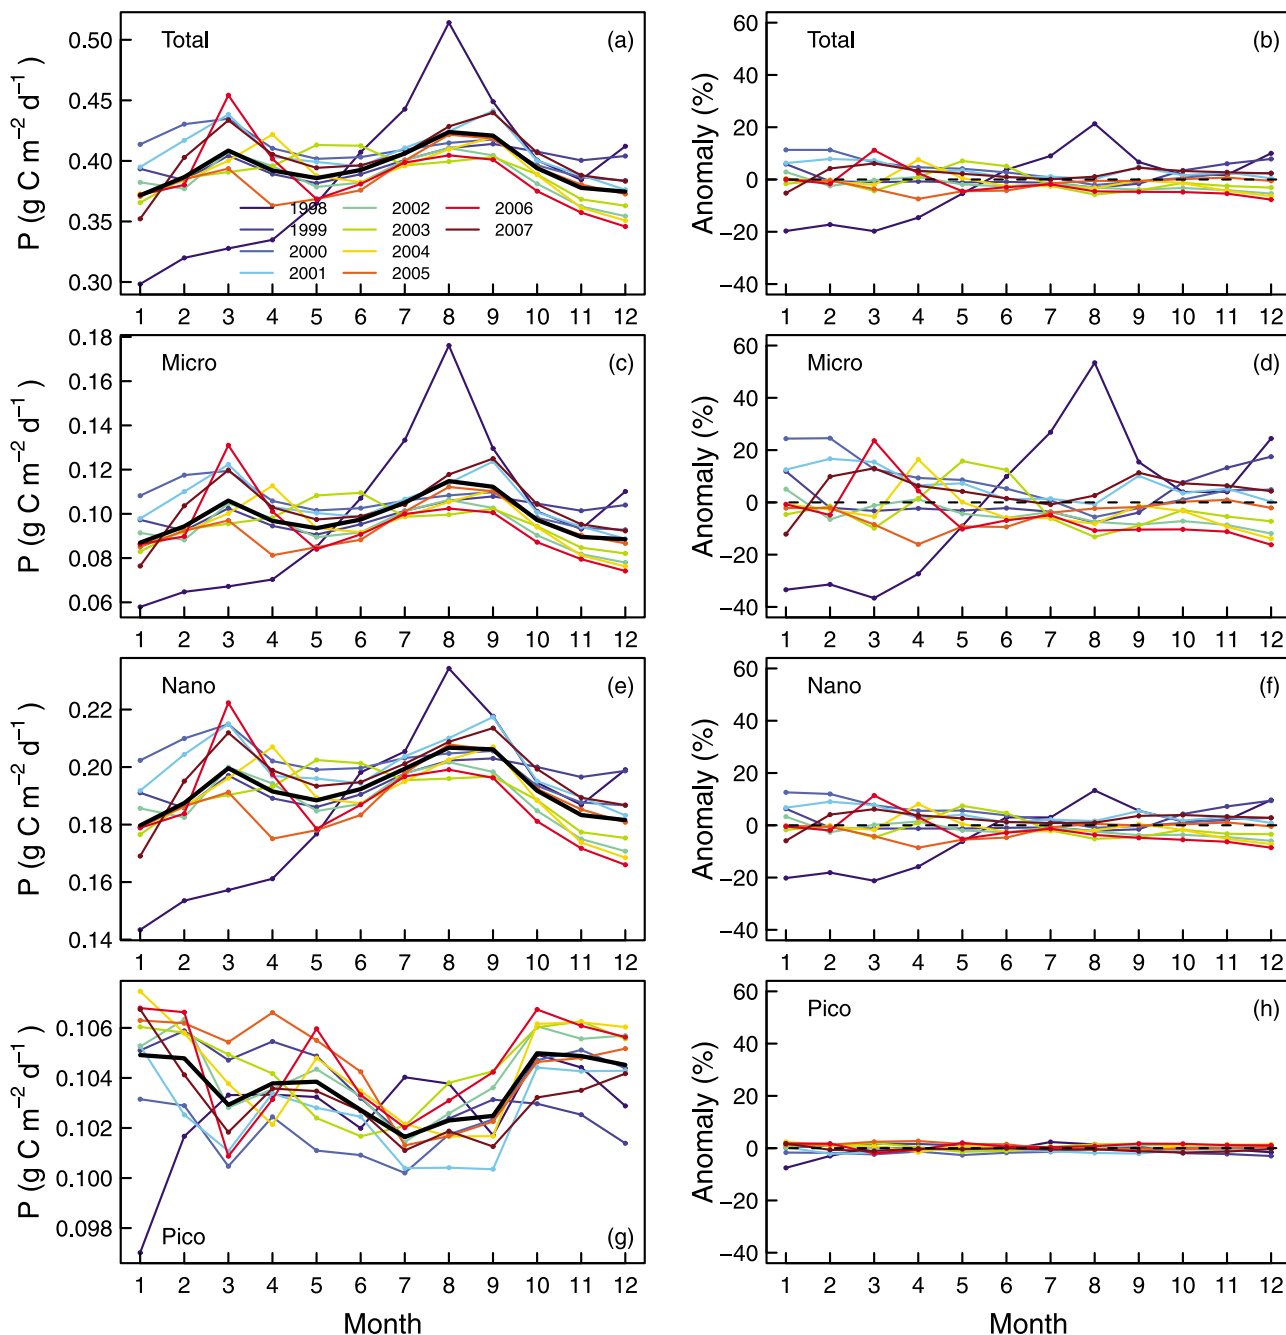 Total (a)
P (g C m⁻² d⁻¹)
0.50
0.45
0.40
0.35
0.30
1998 2002 2006
1999 2003 2007
2000 2004
2001 2005
1 2 3 4 5 6 7 8 9 10 11 12
Total (b)
Anomaly (%)
60
40
20
0
−20
−40
1 2 3 4 5 6 7 8 9 10 11 12
Micro (c)
P (g C m⁻² d⁻¹)
0.18
0.16
0.14
0.12
0.10
0.08
0.06
1 2 3 4 5 6 7 8 9 10 11 12
Micro (d)
Anomaly (%)
60
40
20
0
−20
−40
1 2 3 4 5 6 7 8 9 10 11 12
Nano (e)
P (g C m⁻² d⁻¹)
0.22
0.20
0.18
0.16
0.14
1 2 3 4 5 6 7 8 9 10 11 12
Nano (f)
Anomaly (%)
60
40
20
0
−20
−40
1 2 3 4 5 6 7 8 9 10 11 12
P (g C m⁻² d⁻¹)
0.106
0.104
0.102
0.100
0.098
Pico (g)
1 2 3 4 5 6 7 8 9 10 11 12
Month
Pico (h)
Anomaly (%)
60
40
20
0
−20
−40
1 2 3 4 5 6 7 8 9 10 11 12
Month